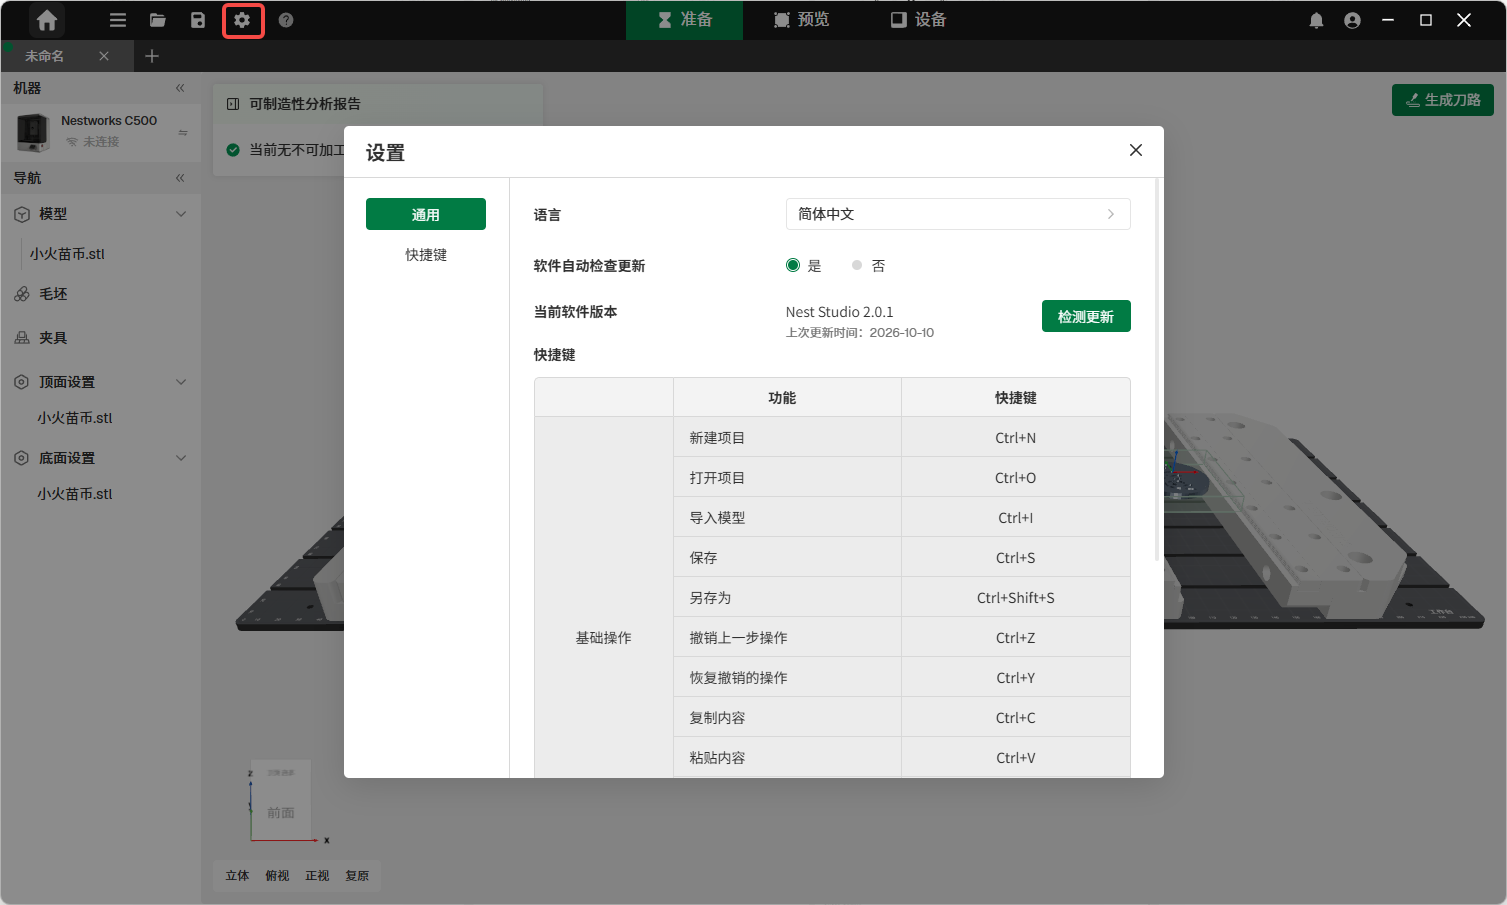 准备
预览
设备
未命名
机器
Nestworks C500
未连接
导航
模型
小火苗币.stl
毛坯
夹具
顶面设置
小火苗币.stl
底面设置
小火苗币.stl
可制造性分析报告
当前无不可加工
生成刀路
设置
通用
快捷键
语言
简体中文
软件自动检查更新
是
否
当前软件版本
Nest Studio 2.0.1
上次更新时间：2026-10-10
检测更新
快捷键
功能
快捷键
基础操作
新建项目
Ctrl+N
打开项目
Ctrl+O
导入模型
Ctrl+I
保存
Ctrl+S
另存为
Ctrl+Shift+S
撤销上一步操作
Ctrl+Z
恢复撤销的操作
Ctrl+Y
复制内容
Ctrl+C
粘贴内容
Ctrl+V
工作台
Z
前面
X
立体
俯视
正视
复原